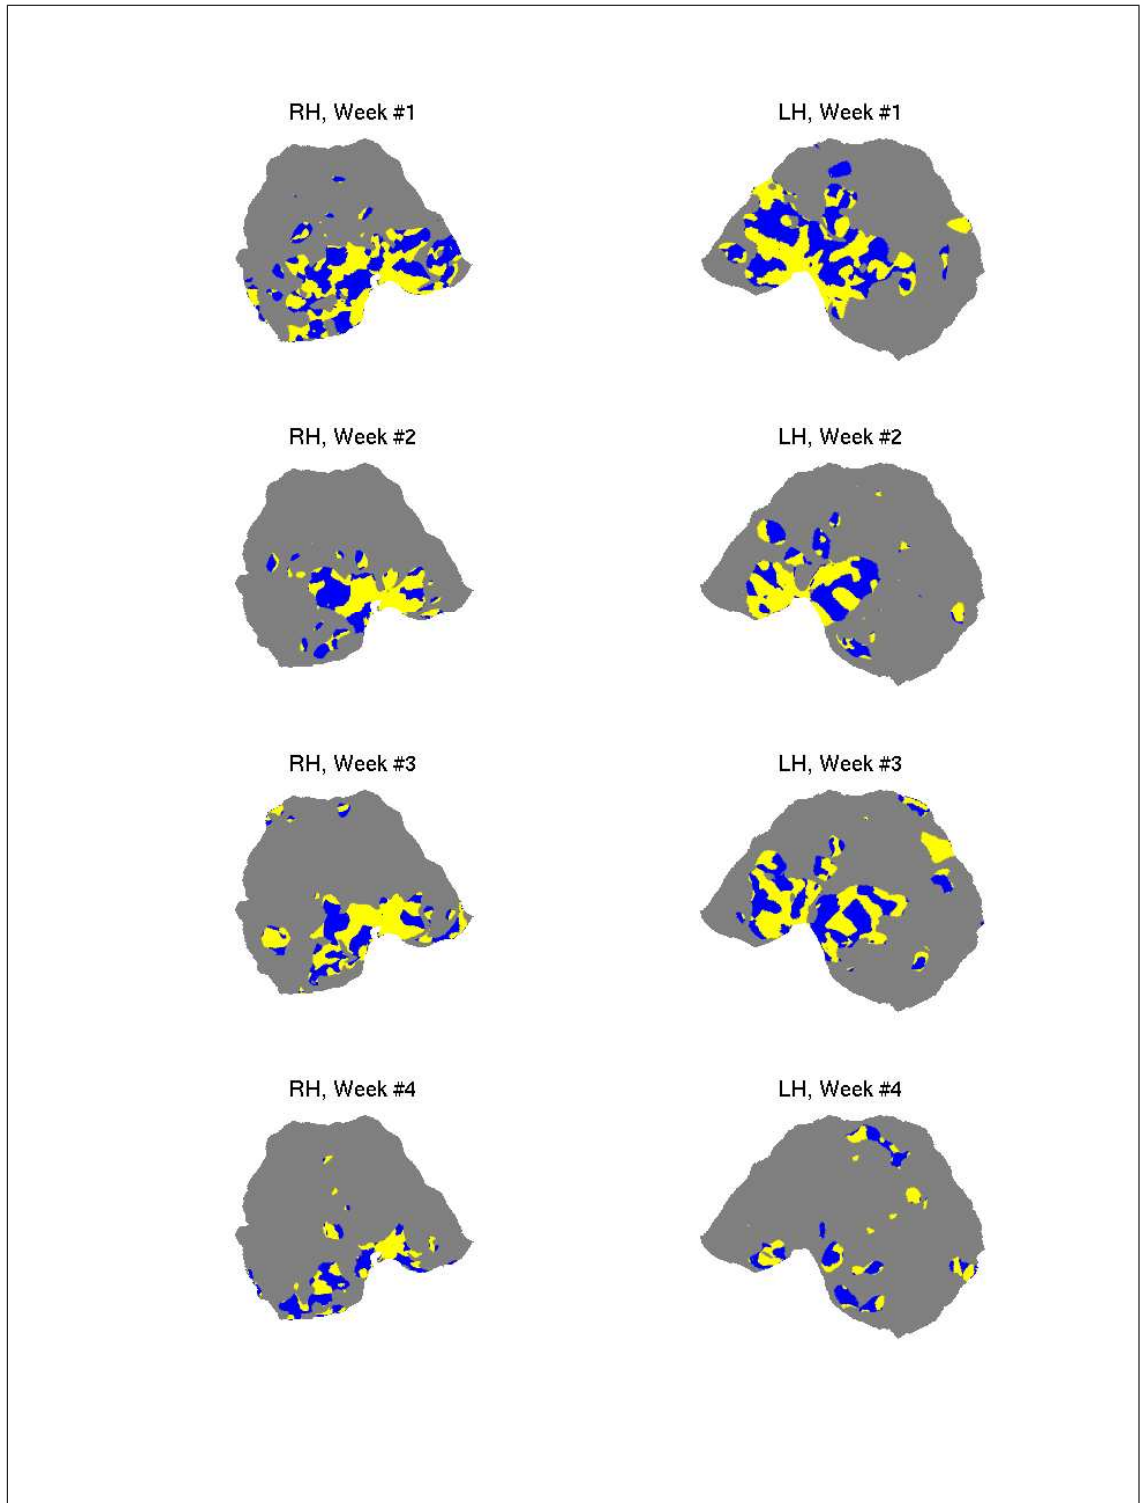 RH, Week #1
LH, Week #1
RH, Week #2
LH, Week #2
RH, Week #3
LH, Week #3
RH, Week #4
LH, Week #4